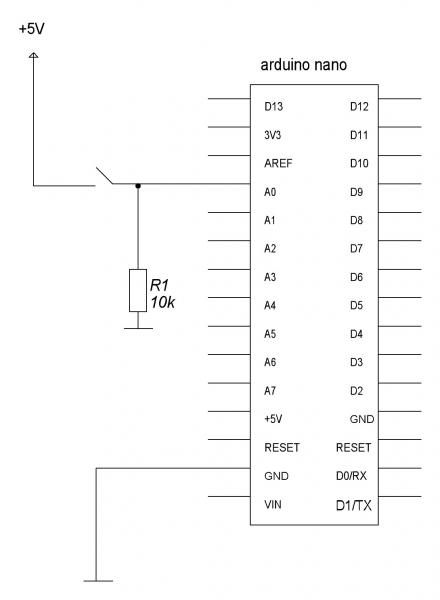 +5V
arduino nano
D13 D12
3V3 D11
AREF D10
A0 D9
A1 D8
A2 D7
A3 D6
R1
10k
A4 D5
A5 D4
A6 D3
A7 D2
+5V GND
RESET RESET
GND D0/RX
VIN D1/TX